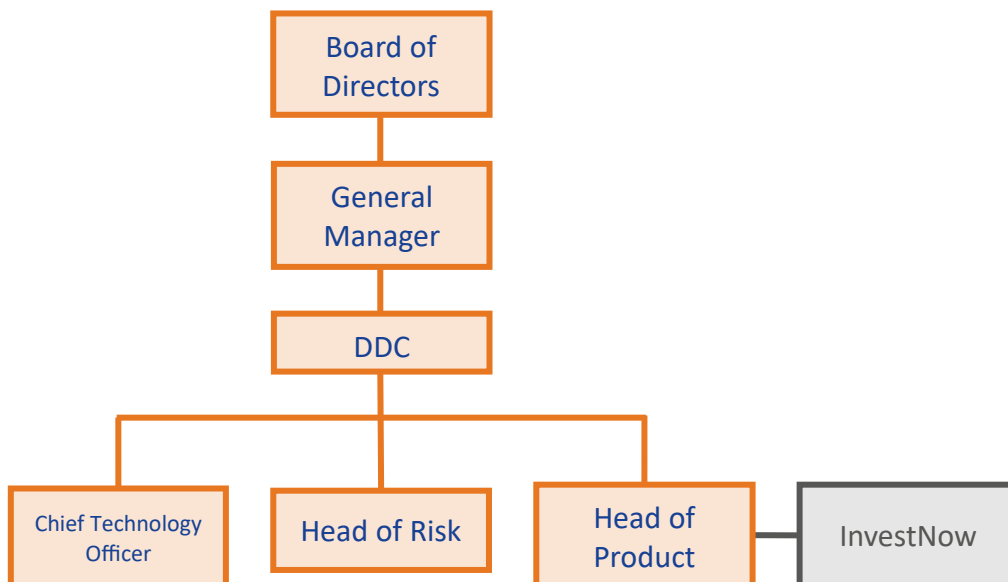 Board of
Directors
General
Manager
DDC
Chief Technology
Officer
Head of Risk
Head of
Product
InvestNow